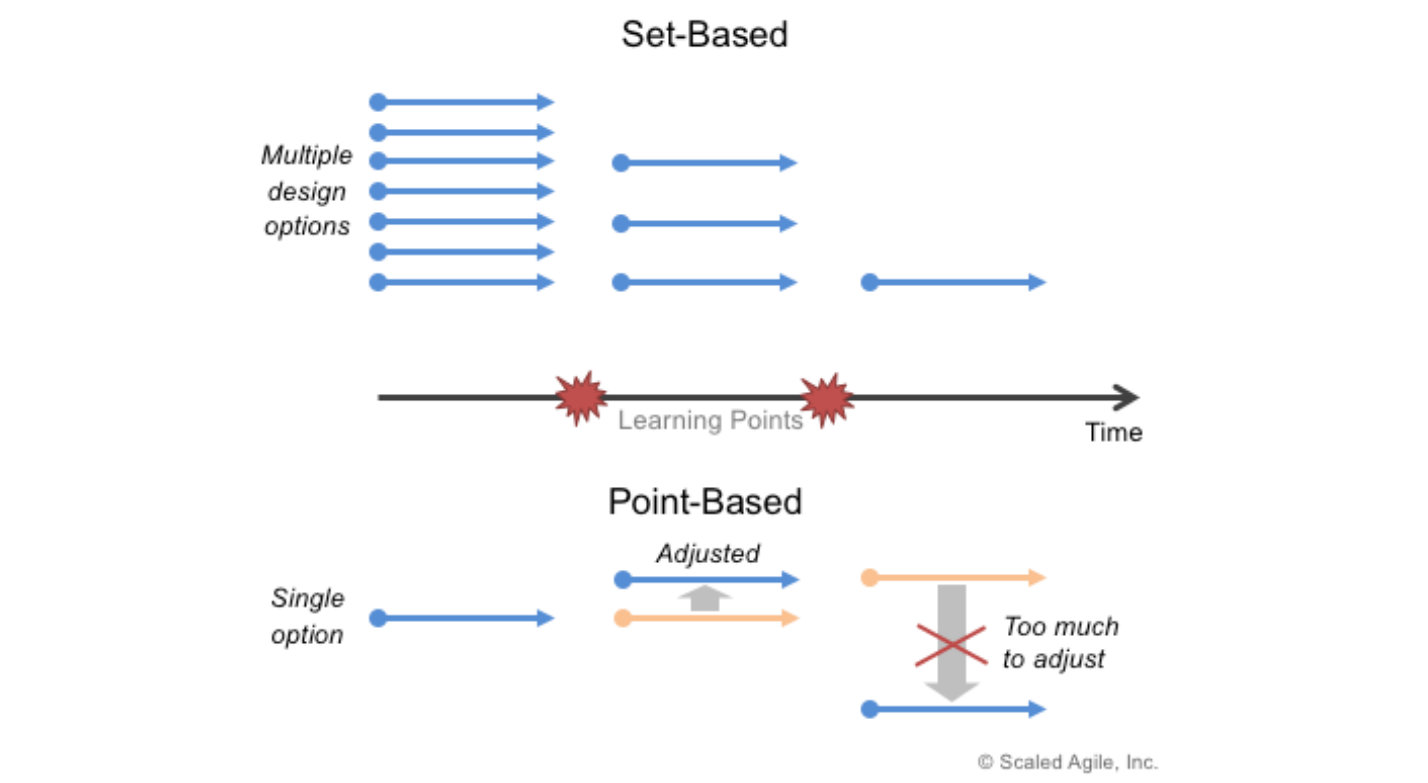 Set-Based
Multiple
design
options
Learning Points
Time
Point-Based
Adjusted
Single
option
Too much
to adjust
© Scaled Agile, Inc.